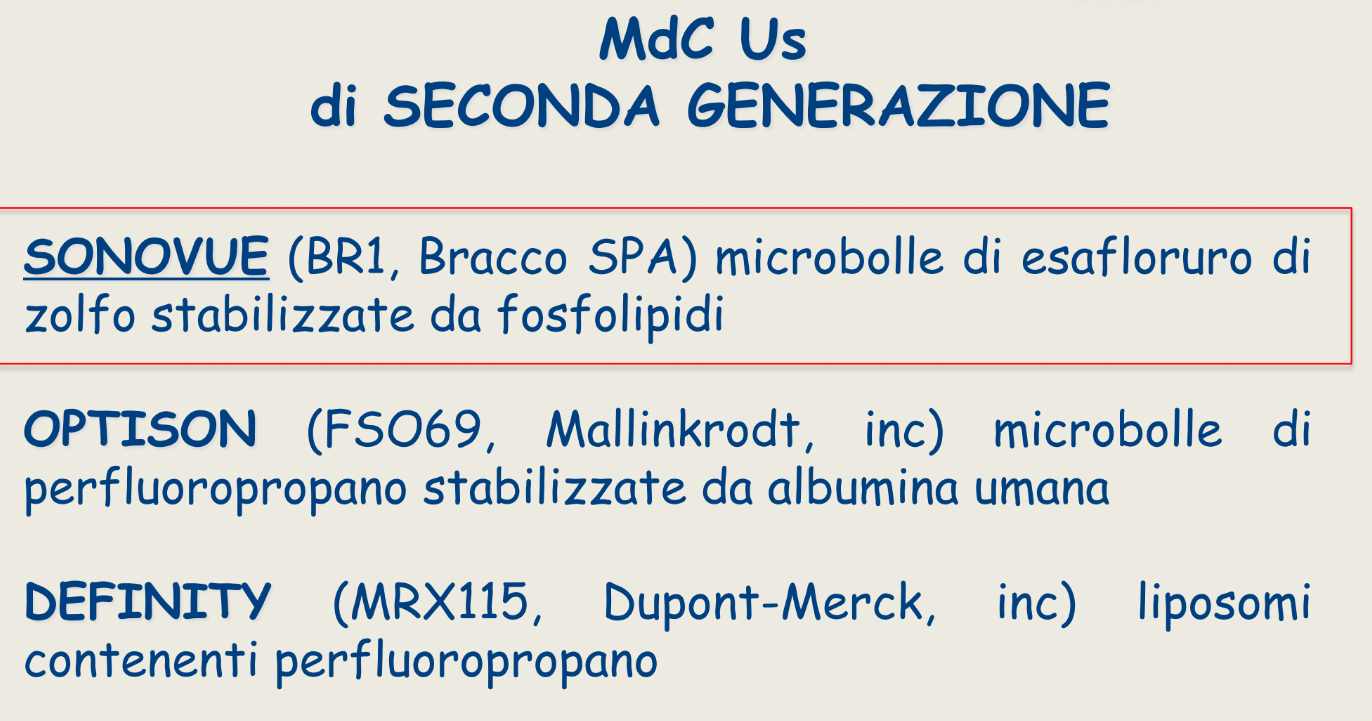 MdC Us
di SECONDA GENERAZIONE
SONOVUE (BR1, Bracco SPA) microbolle di esafloruro di
zolfo stabilizzate da fosfolipidi
OPTISON (FSO69, Mallinkrodt, inc) microbolle di
perfluoropropano stabilizzate da albumina umana
DEFINITY (MRX115, Dupont-Merck, inc) liposomi
contenenti perfluoropropano